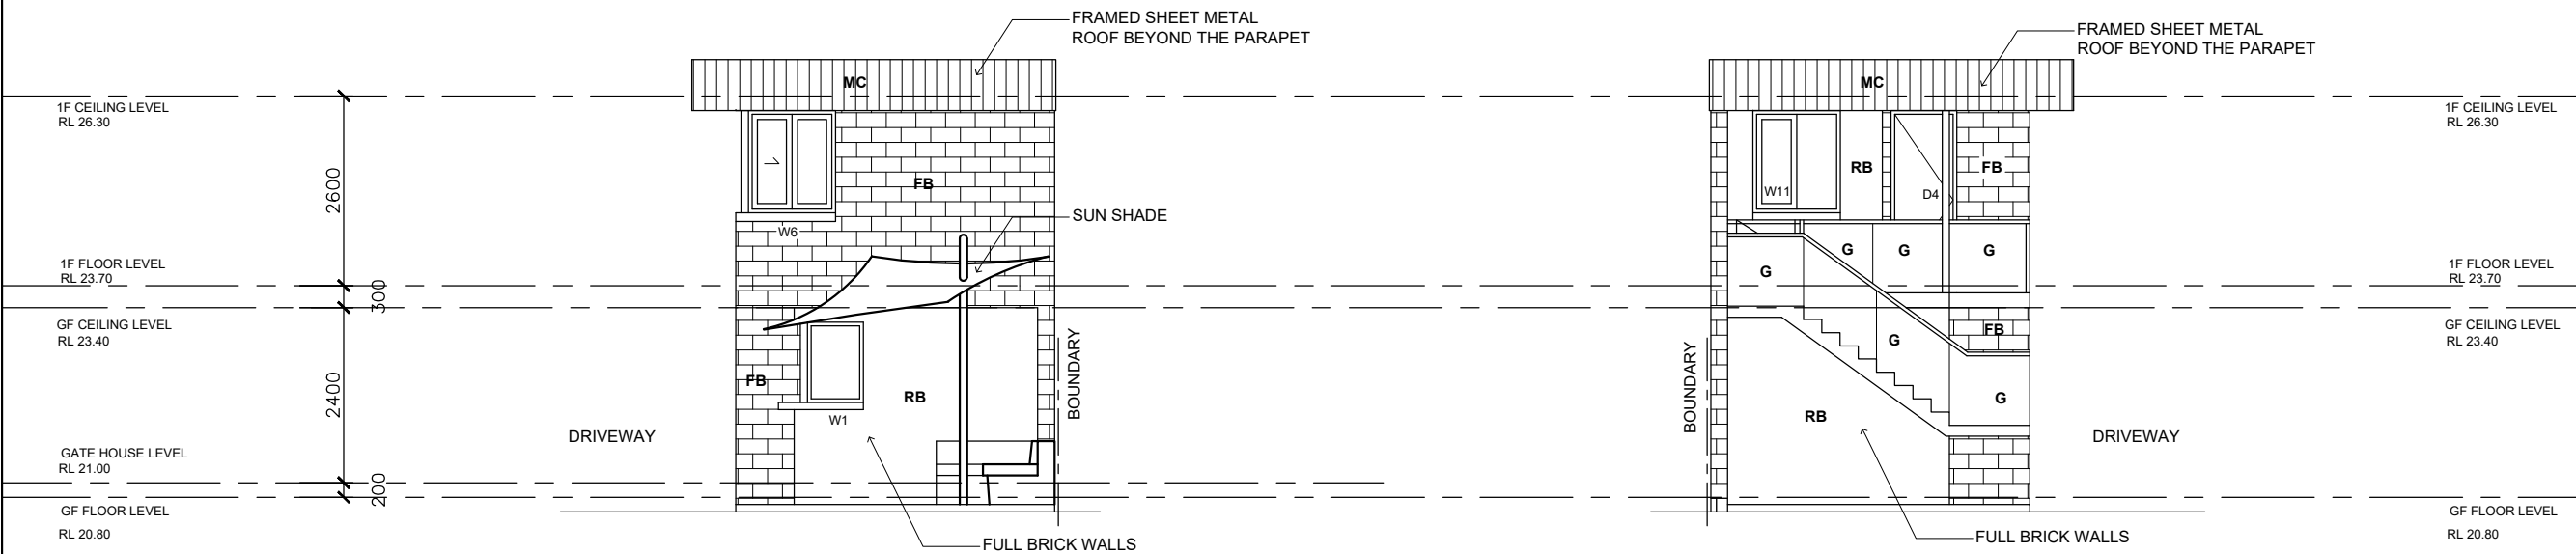 FRAMED SHEET METAL
ROOF BEYOND THE PARAPET
FRAMED SHEET METAL
ROOF BEYOND THE PARAPET
MC
MC
1F CEILING LEVEL
RL 26.30
1F CEILING LEVEL
RL 26.30
2600
FB
RB
FB
W11
D4
SUN SHADE
W6
G
G
G
G
1F FLOOR LEVEL
RL 23.70
1F FLOOR LEVEL
RL 23.70
300
GF CEILING LEVEL
RL 23.40
FB
GF CEILING LEVEL
RL 23.40
G
2400
FB
RB
BOUNDARY
BOUNDARY
G
W1
RB
DRIVEWAY
DRIVEWAY
GATE HOUSE LEVEL
RL 21.00
200
GF FLOOR LEVEL
RL 20.80
GF FLOOR LEVEL
RL 20.80
FULL BRICK WALLS
FULL BRICK WALLS